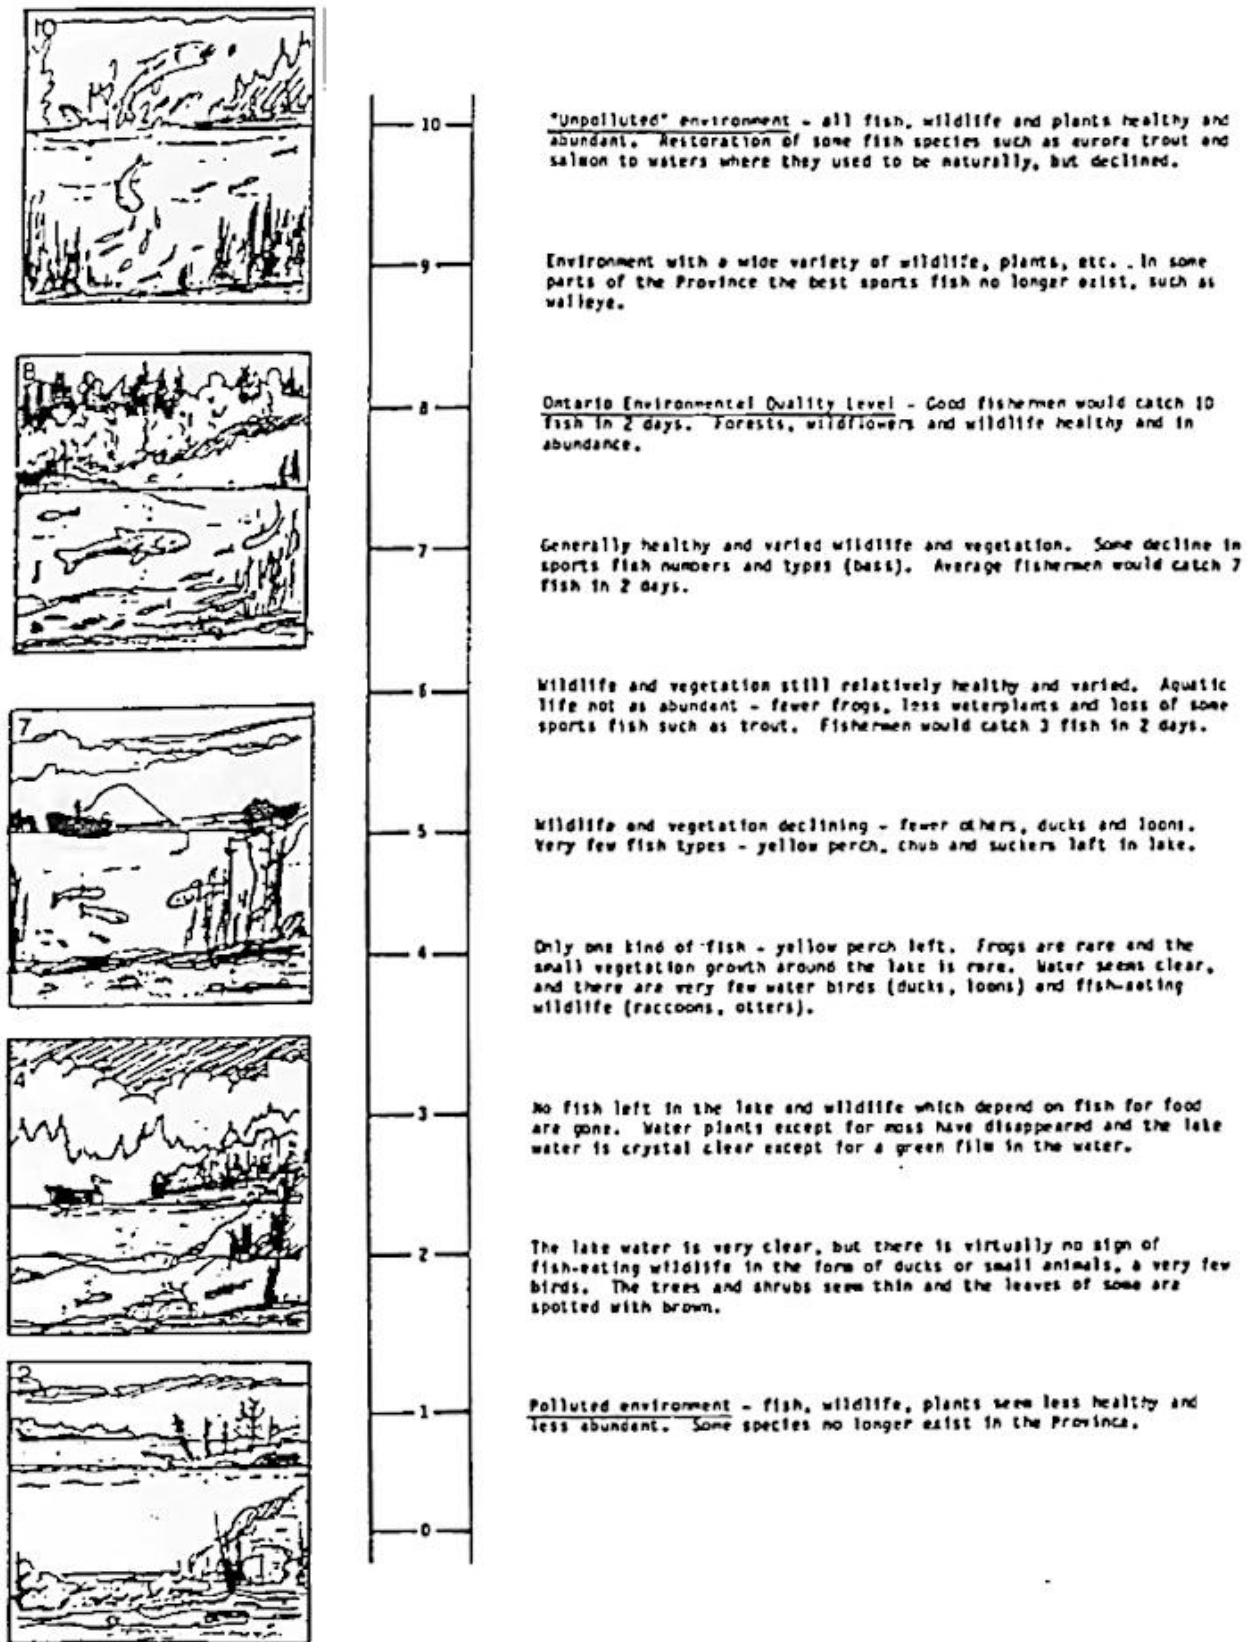 10
10
"Unpolluted" environment - all fish, wildlife and plants healthy and
abundant. Restoration of some fish species such as aurora trout and
salmon to waters where they used to be naturally, but declined.
9
Environment with a wide variety of wildlife, plants, etc.. In some
parts of the Province the best sports fish no longer exist, such as
walleye.
8
8
Ontario Environmental Quality Level - Good fishermen would catch 10
fish in 2 days. Forests, wildflowers and wildlife healthy and in
abundance.
7
Generally healthy and varied wildlife and vegetation. Some decline in
sports fish numbers and types (bass). Average fishermen would catch 7
fish in 2 days.
6
Wildlife and vegetation still relatively healthy and varied. Aquatic
life not as abundant - fewer frogs, less waterplants and loss of some
sports fish such as trout. Fishermen would catch 3 fish in 2 days.
7
5
Wildlife and vegetation declining - fewer others, ducks and loons.
Very few fish types - yellow perch, chub and suckers left in lake.
4
Only one kind of fish - yellow perch left. Frogs are rare and the
small vegetation growth around the lake is rare. Water seems clear,
and there are very few water birds (ducks, loons) and fish-eating
wildlife (raccoons, otters).
4
3
No fish left in the lake and wildlife which depend on fish for food
are gone. Water plants except for moss have disappeared and the lake
water is crystal clear except for a green film in the water.
2
The lake water is very clear, but there is virtually no sign of
fish-eating wildlife in the form of ducks or small animals, a very few
birds. The trees and shrubs seem thin and the leaves of some are
spotted with brown.
2
1
Polluted environment - fish, wildlife, plants seem less healthy and
less abundant. Some species no longer exist in the Province.
0